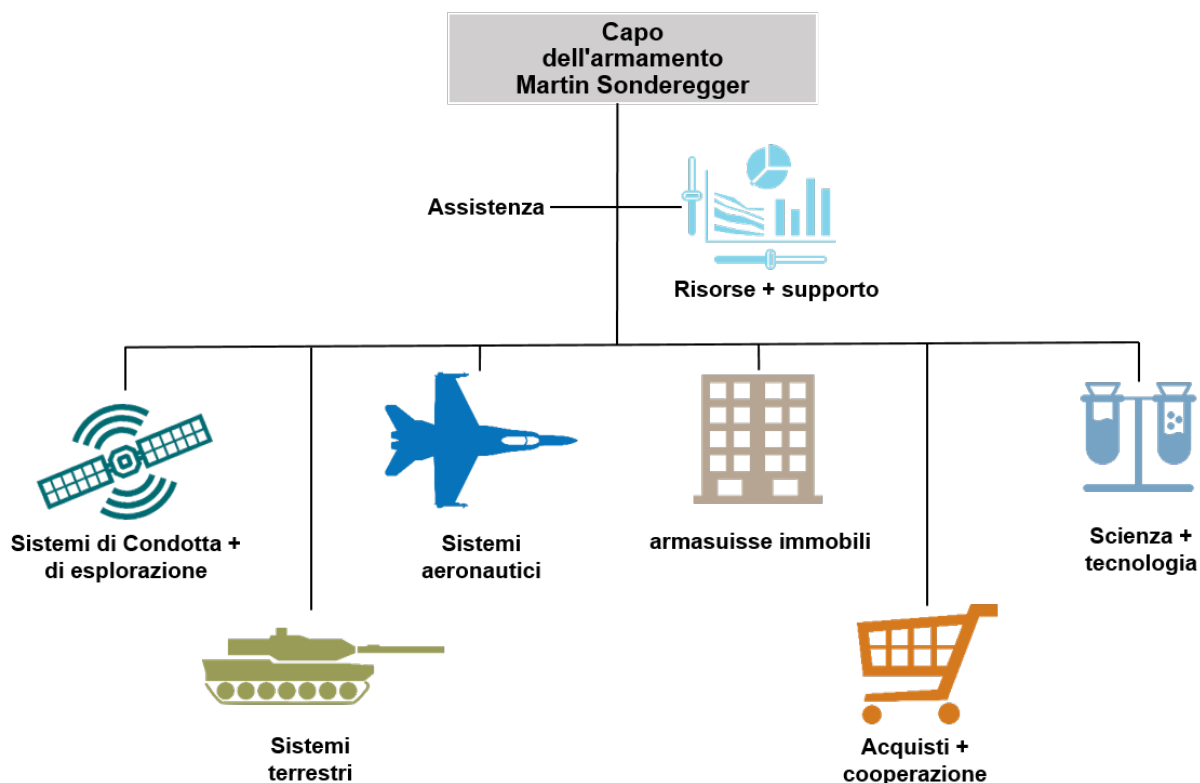 Capo
dell'armamento
Martin Sonderegger
Assistenza
Risorse + supporto
Sistemi di Condotta +
di esplorazione
Sistemi
aeronautici
armasuisse immobili
Scienza +
tecnologia
Sistemi
terrestri
Acquisti +
cooperazione